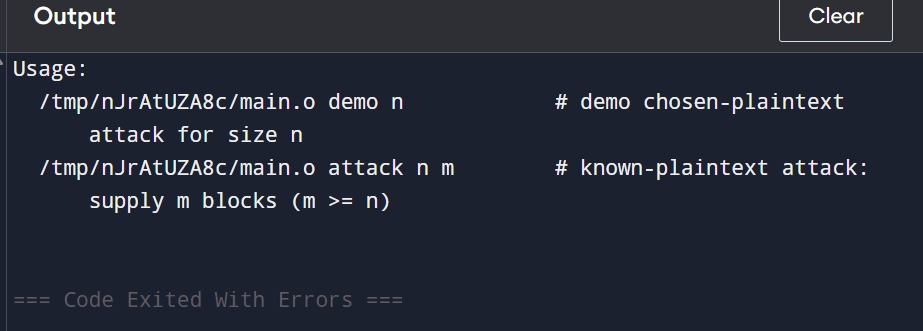 Output
Clear
Usage:
/tmp/nJrAtUZA8c/main.o demo n # demo chosen-plaintext
attack for size n
/tmp/nJrAtUZA8c/main.o attack n m # known-plaintext attack:
supply m blocks (m >= n)
=== Code Exited With Errors ===